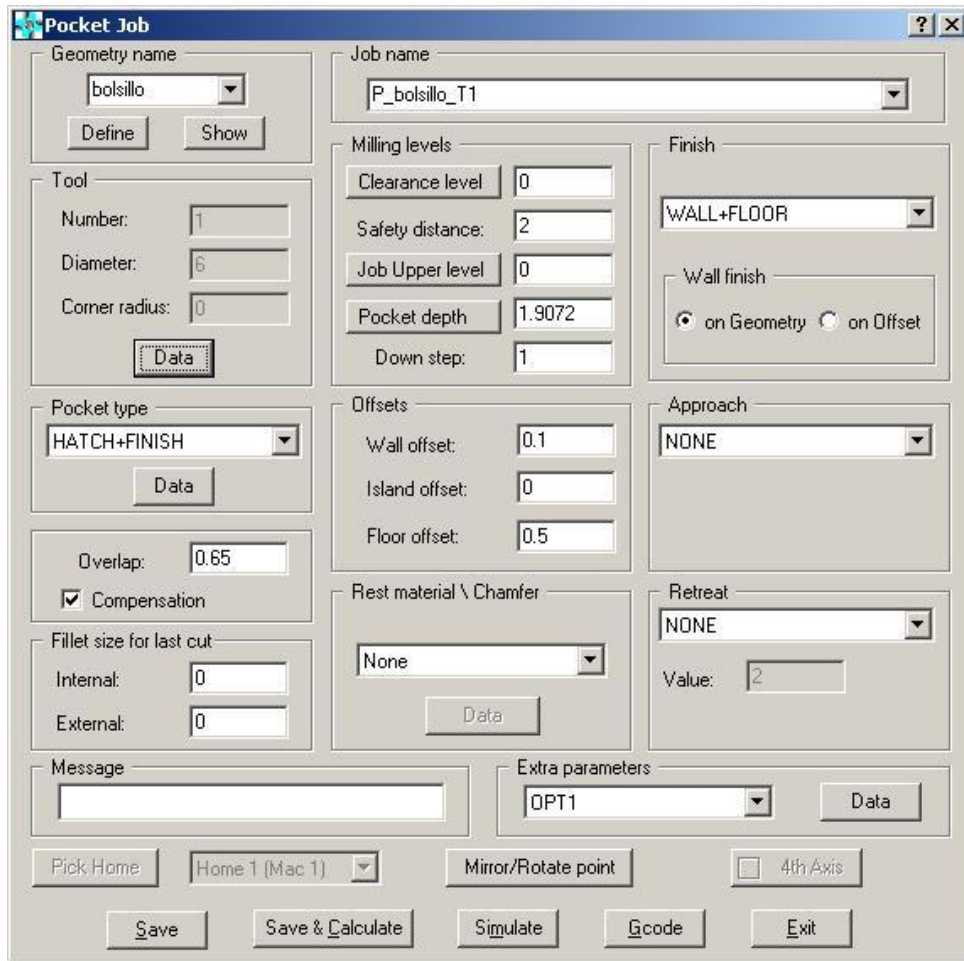 Pocket Job
Geometry name
bolsillo
Define Show
Job name
P_bolsillo_T1
Tool
Number: 1
Diameter: 6
Corner radius: 0
Data
Milling levels
Clearance level 0
Safety distance: 2
Job Upper level 0
Pocket depth 1.9072
Down step: 1
Finish
WALL+FLOOR
Wall finish
on Geometry on Offset
Pocket type
HATCH+FINISH
Data
Offsets
Wall offset: 0.1
Island offset: 0
Floor offset: 0.5
Approach
NONE
Overlap: 0.65
Compensation
Fillet size for last cut
Internal: 0
External: 0
Rest material \ Chamfer
None
Data
Retreat
NONE
Value: 2
Message
Extra parameters
OPT1 Data
Pick Home Home 1 (Mac 1) Mirror/Rotate point 4th Axis
Save Save & Calculate Simulate Gcode Exit